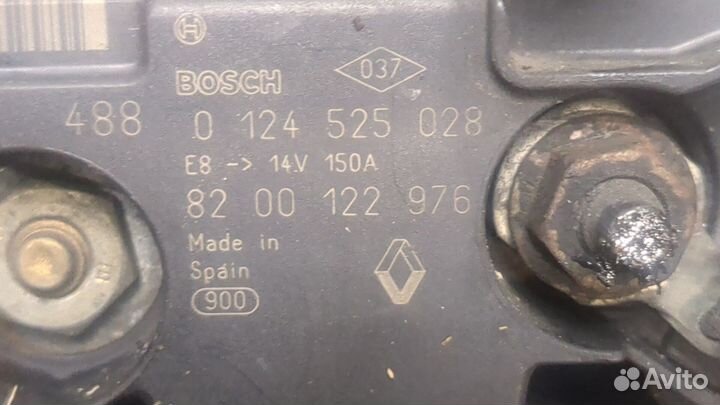 BOSCH
037
488 0 124 525 028
E8 -> 14V 150A
82 00 122 976
Made in
Spain
900
Avito